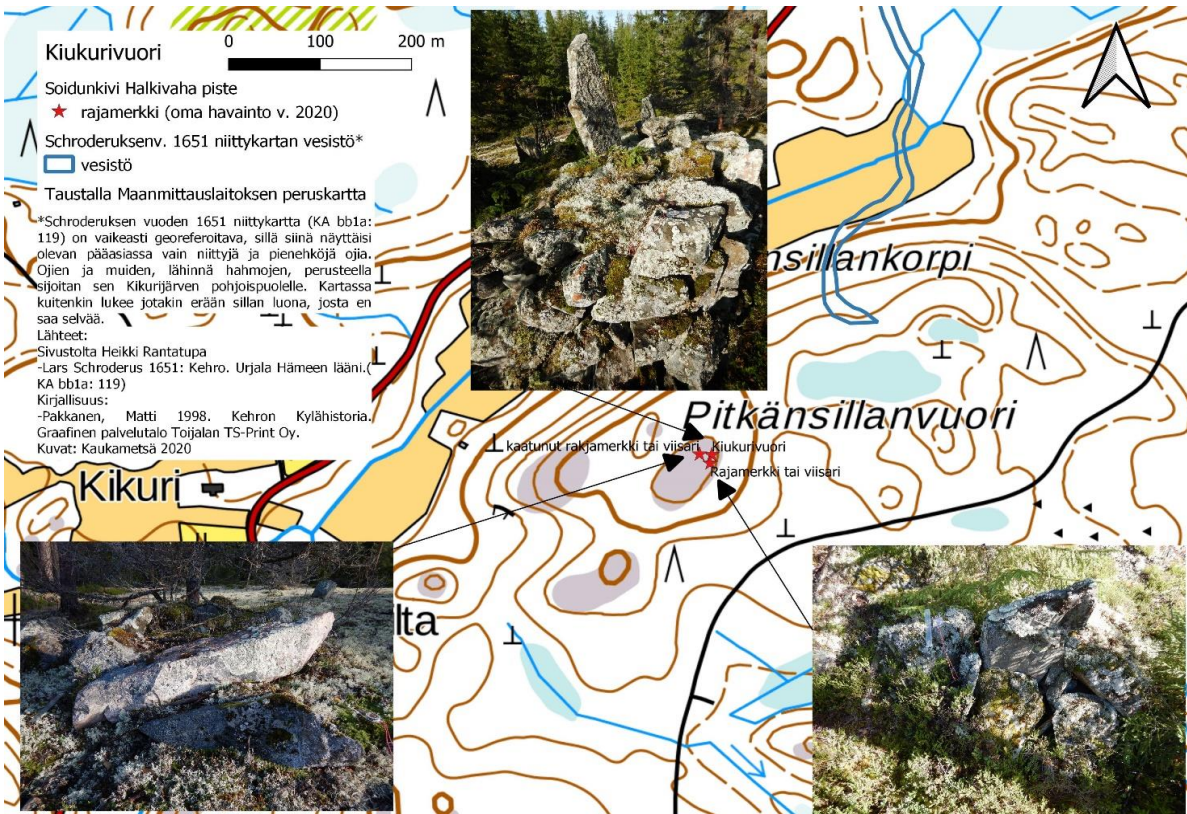 Kiukurivuori
0 100 200 m
Soidunkivi Halkivaha piste
rajamerkki (oma havainto v. 2020)
Schroderuksenv. 1651 niittykartan vesistö*
vesistö
Taustalla Maanmittauslaitoksen peruskartta
*Schroderuksen vuoden 1651 niittykartta (KA bb1a:
119) on vaikeasti georeferoitava, sillä siinä näyttäisi
olevan pääasiassa vain niittyjä ja pienehköjä ojia.
Ojien ja muiden, lähinnä hahmojen, perusteella
sijoitan sen Kikurijärven pohjoispuolelle. Kartassa
kuitenkin lukee jotakin erään sillan luona, josta en
saa selvää.
Lähteet:
Sivustolta Heikki Rantatupa
-Lars Schroderus 1651: Kehro. Urjala Hämeen lääni.(
KA bb1a: 119)
Kirjallisuus:
-Pakkanen, Matti 1998. Kehron Kylähistoria.
Graafinen palvelutalo Toijalan TS-Print Oy.
Kuvat: Kaukametsä 2020
nsillankorpi
Pitkänsillanvuori
kaatunut rakjamerkki tai viisari
Kiukurivuori
Rajamerkki tai viisari
Kikuri
lta